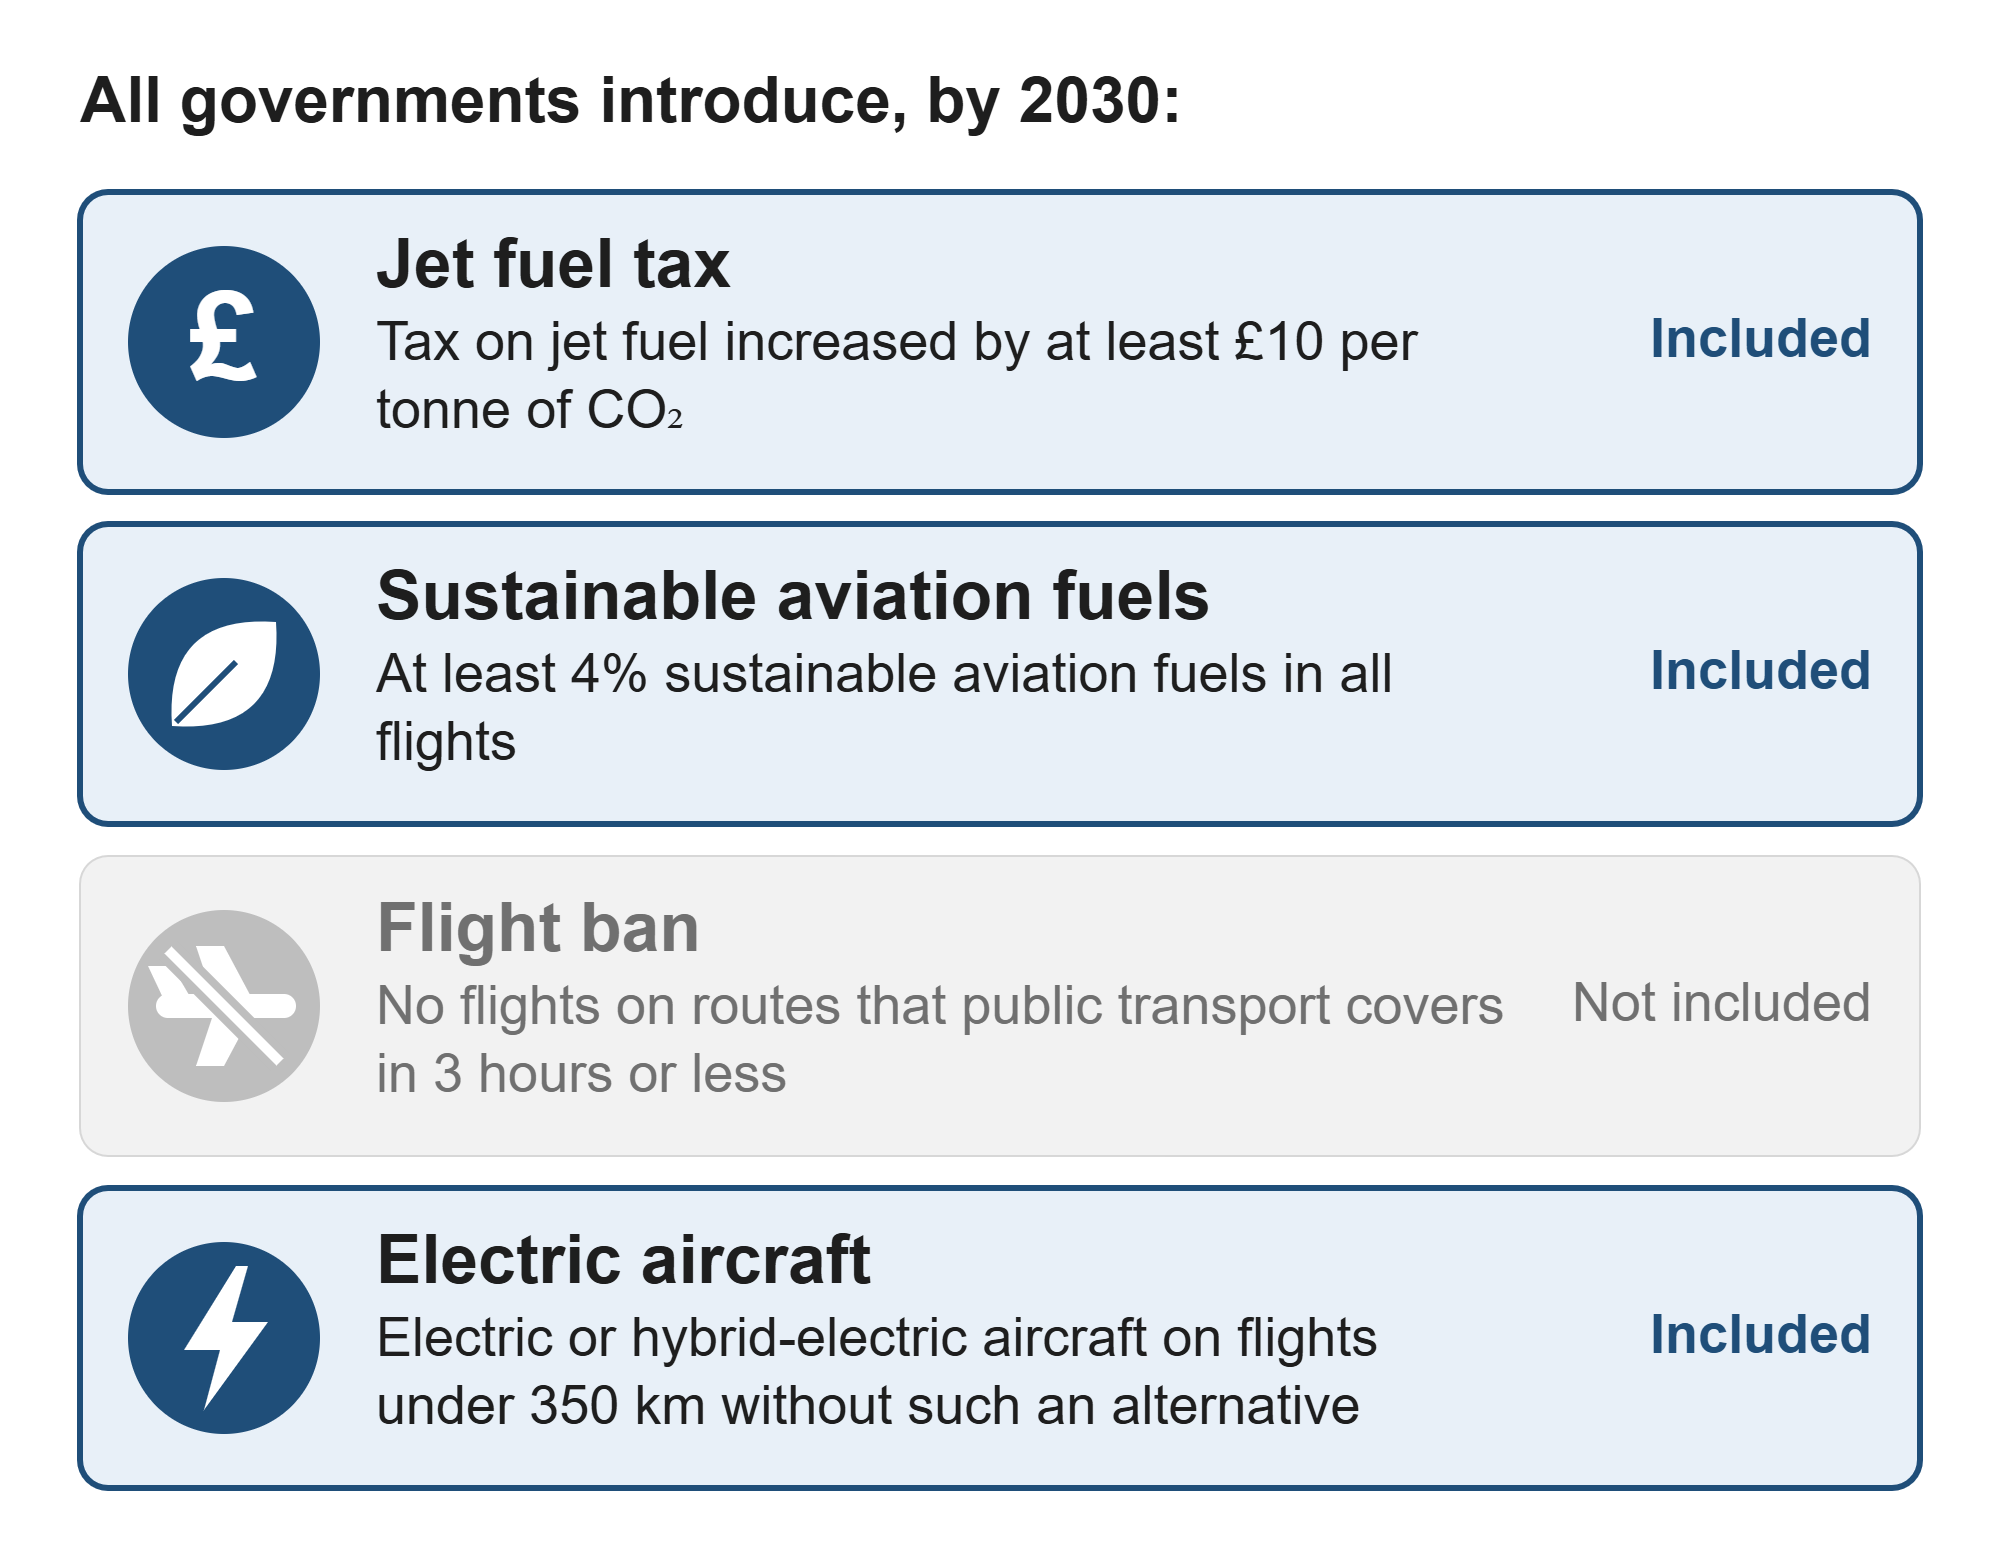 All governments introduce, by 2030:
£
Jet fuel tax
Tax on jet fuel increased by at least £10 per
tonne of CO₂
Included
Sustainable aviation fuels
At least 4% sustainable aviation fuels in all
flights
Included
Flight ban
No flights on routes that public transport covers
in 3 hours or less
Not included
Electric aircraft
Electric or hybrid-electric aircraft on flights
under 350 km without such an alternative
Included